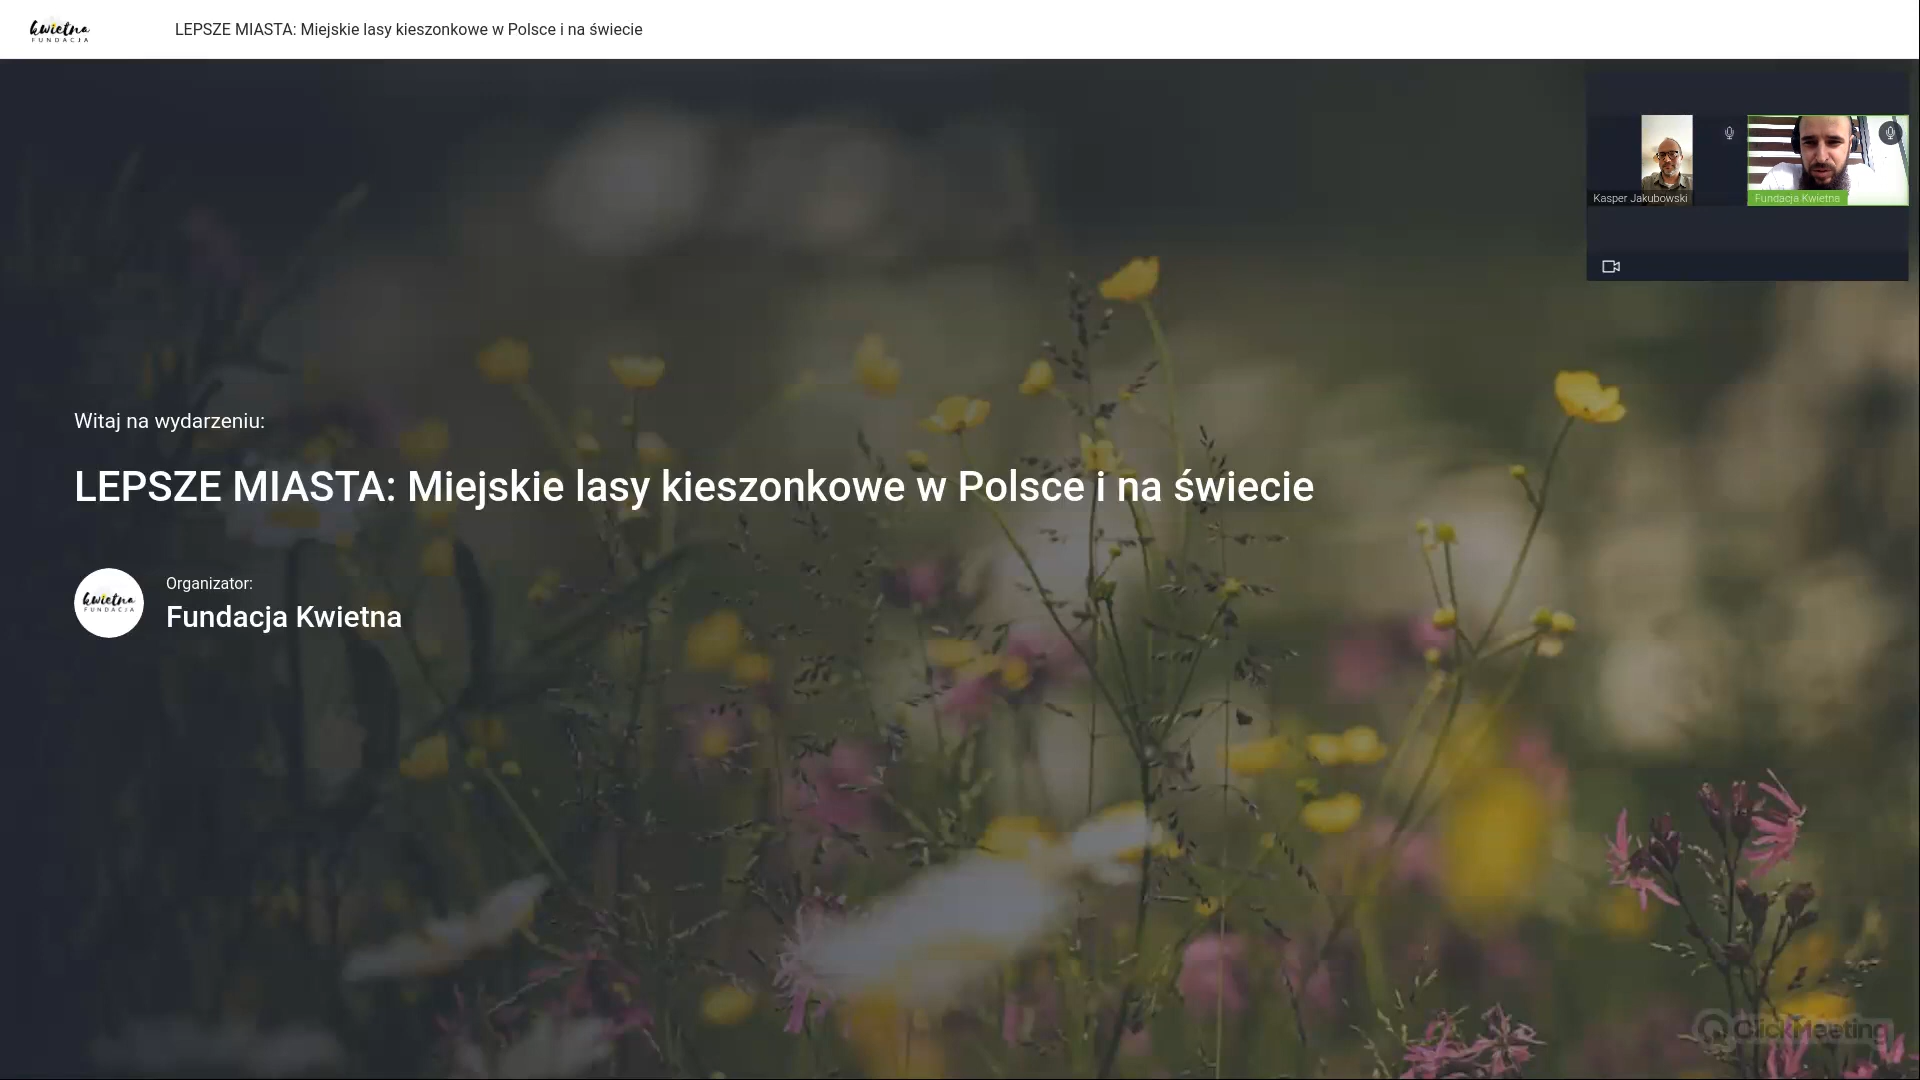 kwietna
FUNDACJA
LEPSZE MIASTA: Miejskie lasy kieszonkowe w Polsce i na świecie
Kasper Jakubowski
Fundacja Kwietna
Witaj na wydarzeniu:
LEPSZE MIASTA: Miejskie lasy kieszonkowe w Polsce i na świecie
kwietna
FUNDACJA
Organizator:
Fundacja Kwietna
ClickMeeting